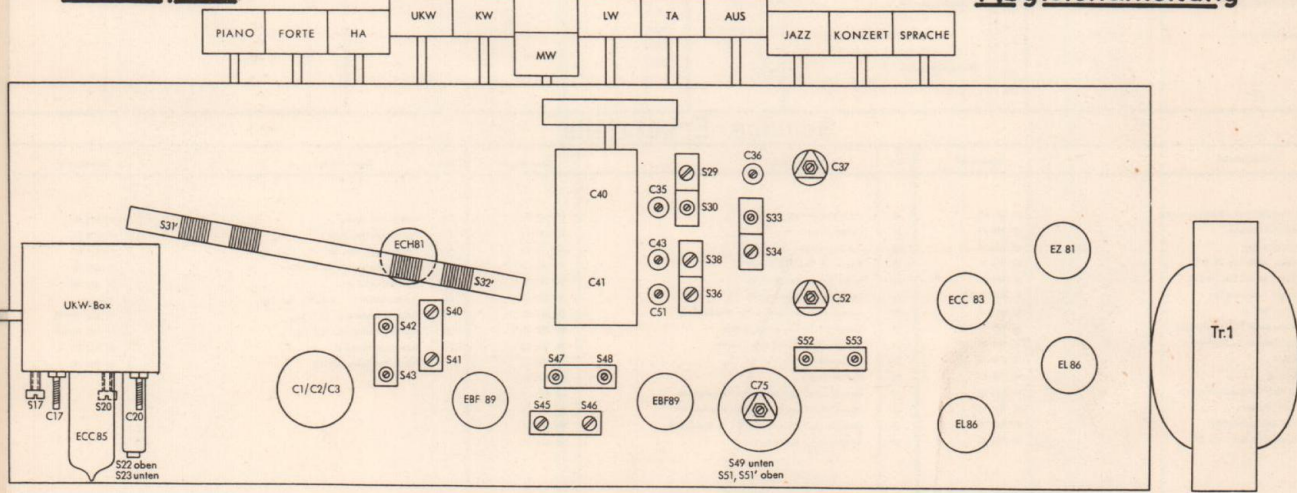 Abgleichanleitung
PIANO FORTE HA UKW KW MW LW TA AUS JAZZ KONZERT SPRACHE
C40
C41
S29
S30
C35
C36
C37
S33
S34
C43
S38
C51
S36
C52
S31'
ECH81
S32'
UKW-Box
S17
C17
S20
C20
ECC 85
S22 oben
S23 unten
C1/C2/C3
S42
S43
S40
S41
EBF 89
S47 S48
S45 S46
EBF89
C75
S49 unten
S51, S51' oben
S52 S53
EZ 81
ECC 83
EL 86
EL86
Tr.1